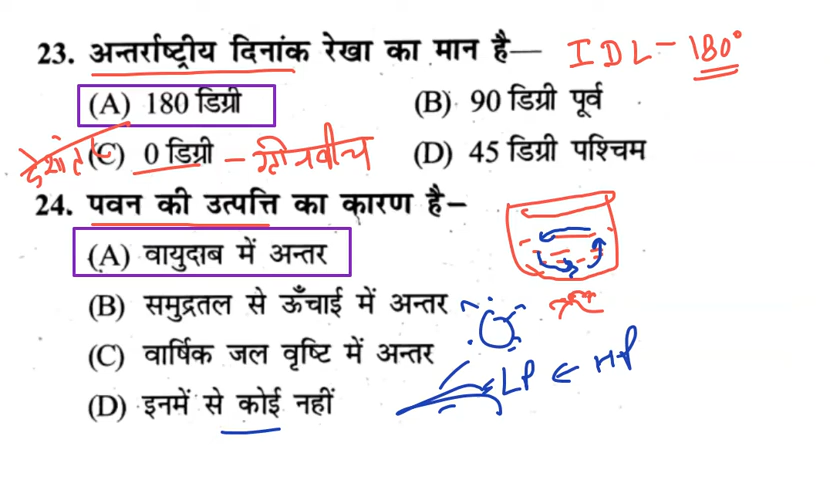 23. अन्तर्राष्ट्रीय दिनांक रेखा का मान है— IDL - 180°
(A) 180 डिग्री (B) 90 डिग्री पूर्व
देशांतर (C) 0 डिग्री - ग्रीनवीच (D) 45 डिग्री पश्चिम
24. पवन की उत्पत्ति का कारण है–
(A) वायुदाब में अन्तर
(B) समुद्रतल से ऊँचाई में अन्तर
(C) वार्षिक जल वृष्टि में अन्तर
LP ← HP
(D) इनमें से कोई नहीं